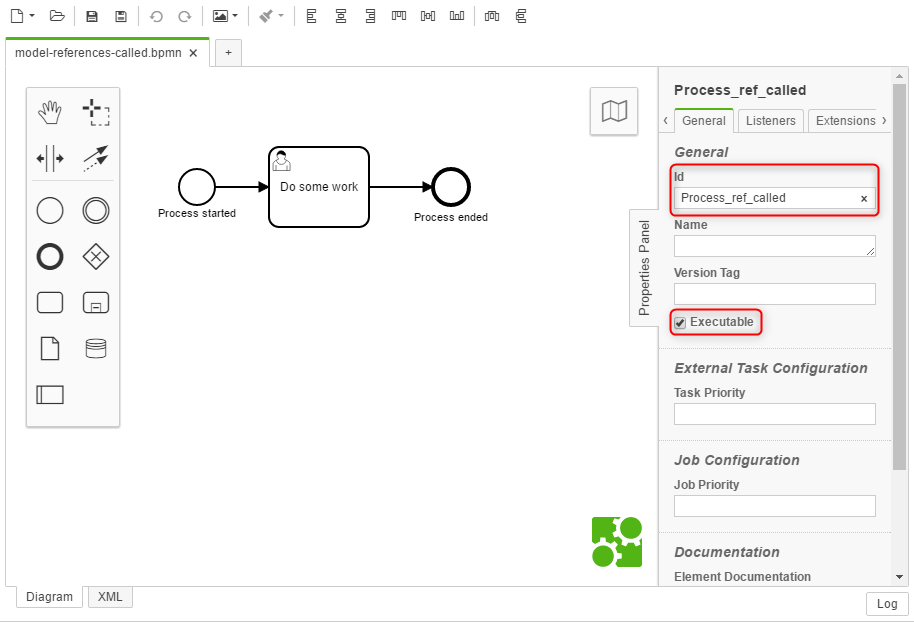 model-references-called.bpmn ×
+
Process_ref_called
General
Listeners
Extensions
General
Id
Process_ref_called ×
Name
Version Tag
Executable
External Task Configuration
Task Priority
Job Configuration
Job Priority
Documentation
Element Documentation
Properties Panel
Do some work
Process started
Process ended
Diagram
XML
Log